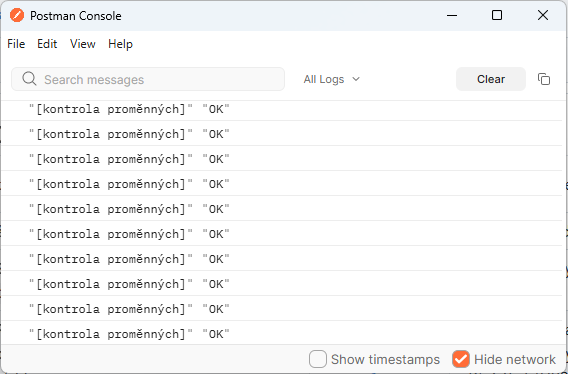 Postman Console
File Edit View Help
Search messages All Logs Clear
"[kontrola proměnných]" "OK"
"[kontrola proměnných]" "OK"
"[kontrola proměnných]" "OK"
"[kontrola proměnných]" "OK"
"[kontrola proměnných]" "OK"
"[kontrola proměnných]" "OK"
"[kontrola proměnných]" "OK"
"[kontrola proměnných]" "OK"
"[kontrola proměnných]" "OK"
"[kontrola proměnných]" "OK"
Show timestamps Hide network